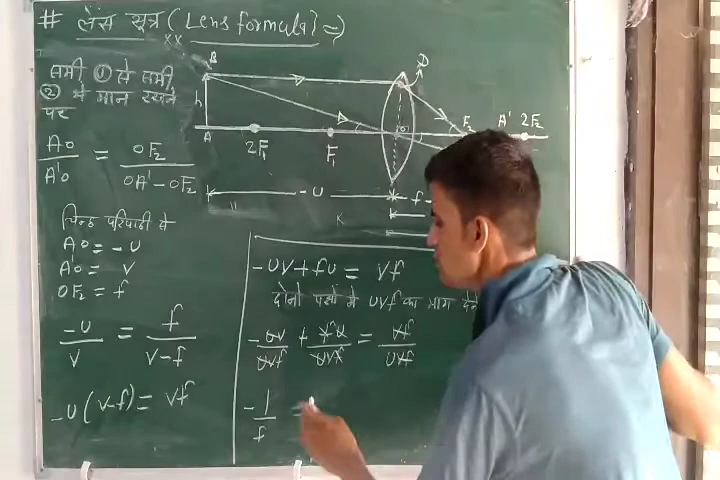 # लेंस सूत्र (Lens formula) =)
xx
समी, ① से समी,
② में मान रखने
पर
AO/A'O = OF₂/OA' - OF₂
चिन्ह परिपाटी से
AO = -u
A'O = v
OF₂ = f
-u/v = f/v-f
-u(v-f) = vf
B
D
h
A
2F₁
F₁
O
F₂
A'
2F₂
-u
f
-uv + fu = vf
दोनों पक्षों में uvf का भाग
-uv/uvf + fu/uvf = vf/uvf
-1/f =